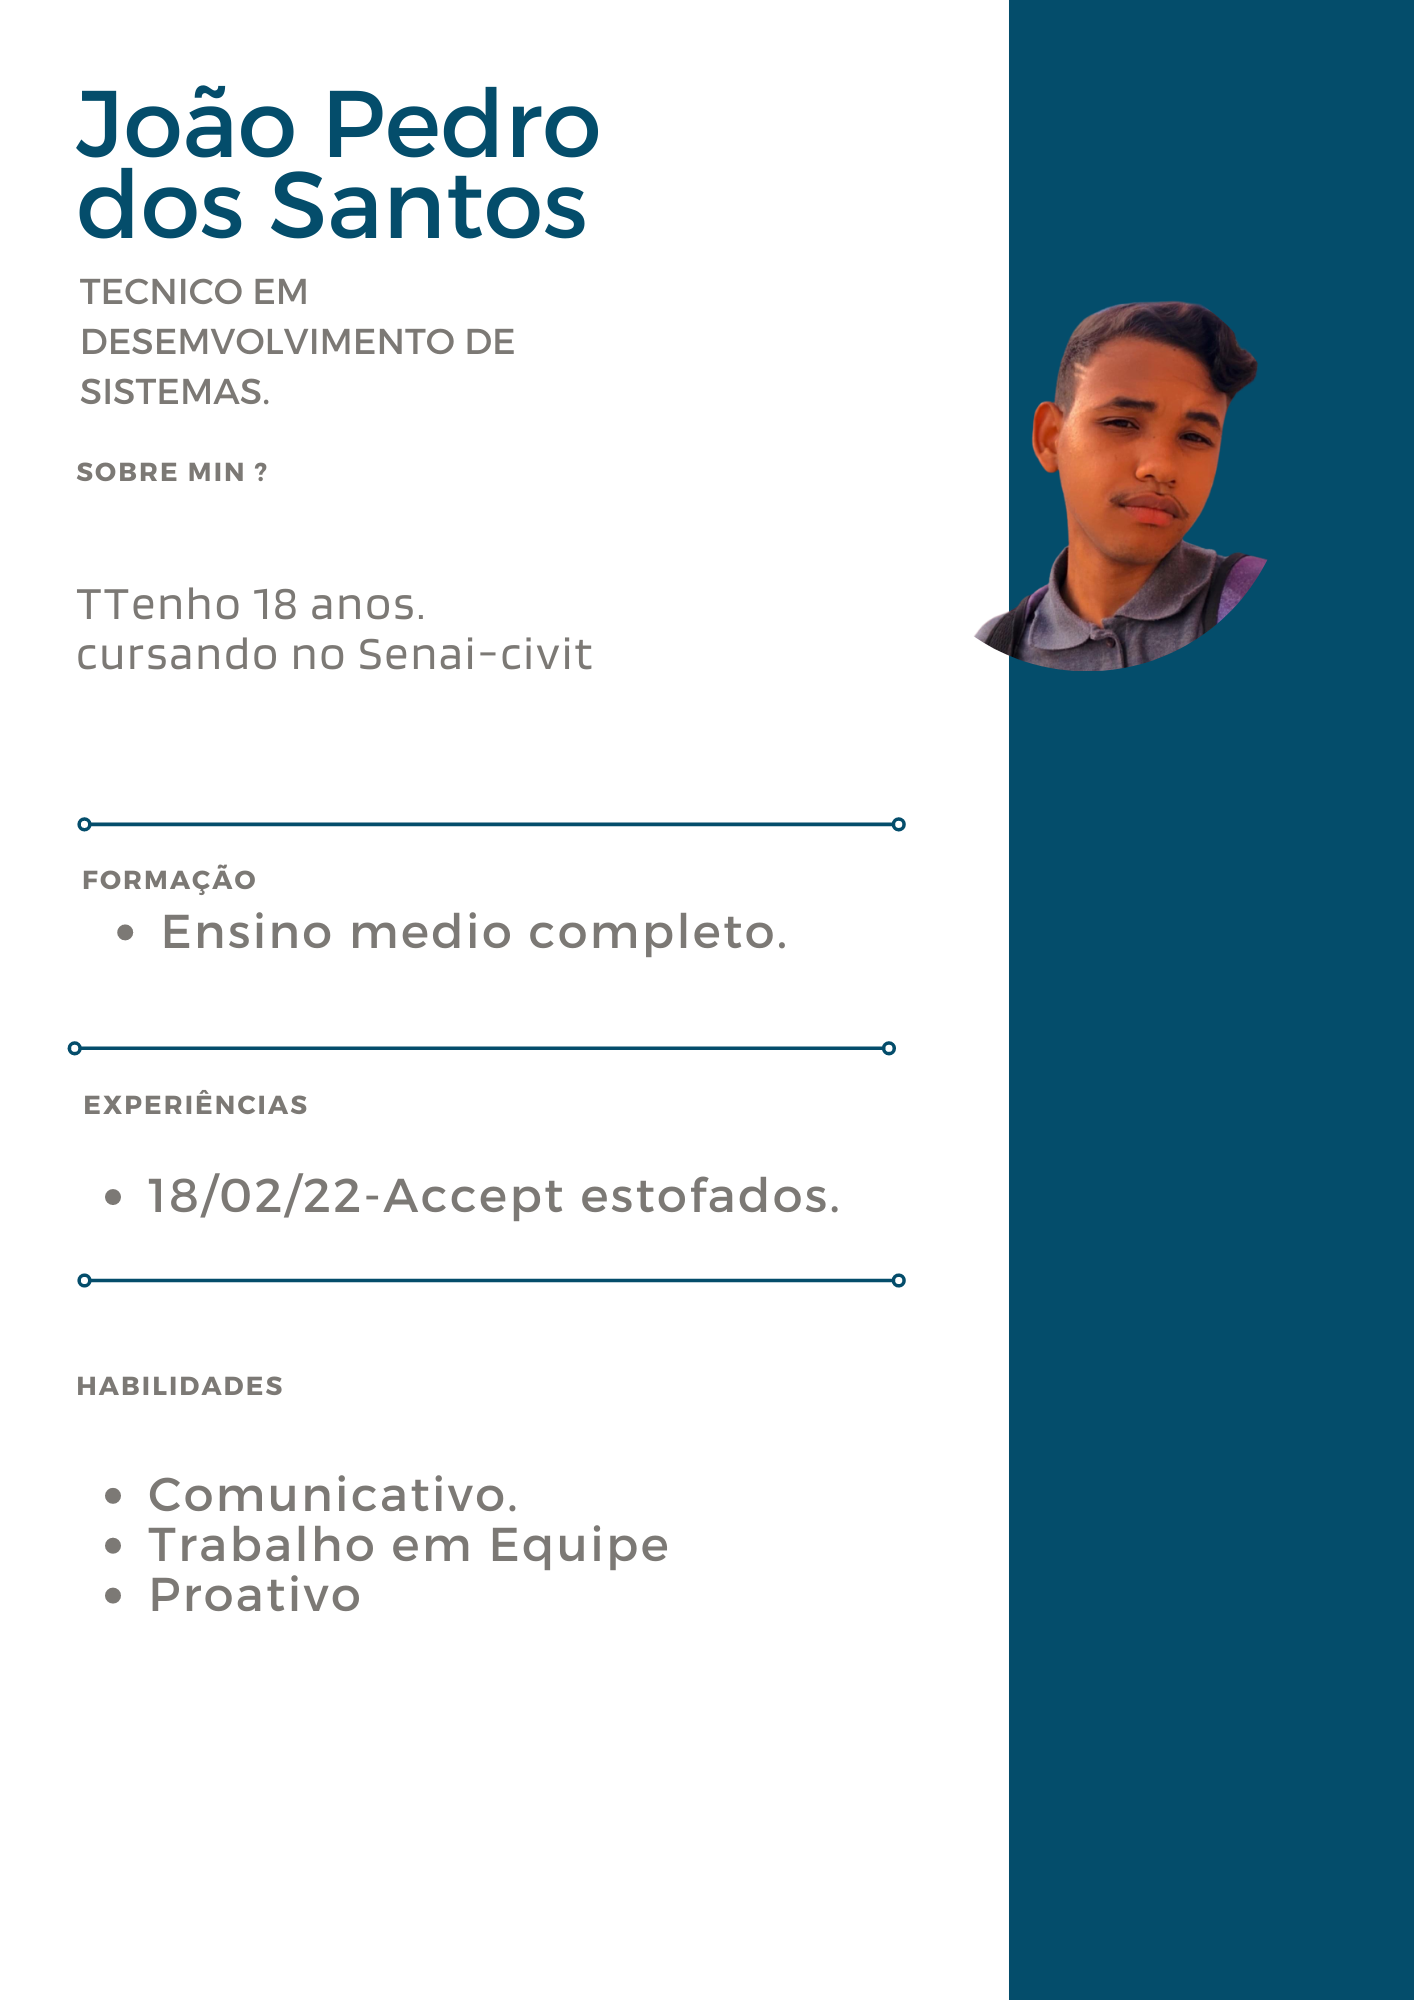 João Pedro
dos Santos
TECNICO EM
DESEMVOLVIMENTO DE
SISTEMAS.
SOBRE MIN ?
TTenho 18 anos.
cursando no Senai-civit
FORMAÇÃO
• Ensino medio completo.
EXPERIÊNCIAS
• 18/02/22-Accept estofados.
HABILIDADES
• Comunicativo.
• Trabalho em Equipe
• Proativo